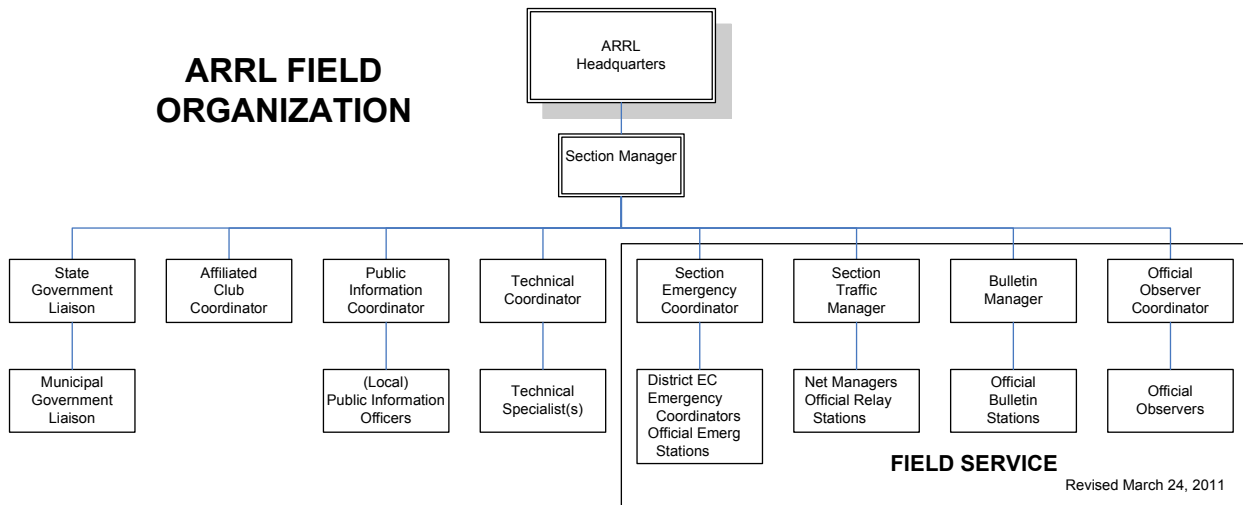 ARRL FIELD
ORGANIZATION
ARRL
Headquarters
Section Manager
State
Government
Liaison
Affiliated
Club
Coordinator
Public
Information
Coordinator
Technical
Coordinator
Section
Emergency
Coordinator
Section
Traffic
Manager
Bulletin
Manager
Official
Observer
Coordinator
Municipal
Government
Liaison
(Local)
Public Information
Officers
Technical
Specialist(s)
District EC
Emergency
Coordinators
Official Emerg
Stations
Net Managers
Official Relay
Stations
Official
Bulletin
Stations
Official
Observers
FIELD SERVICE
Revised March 24, 2011